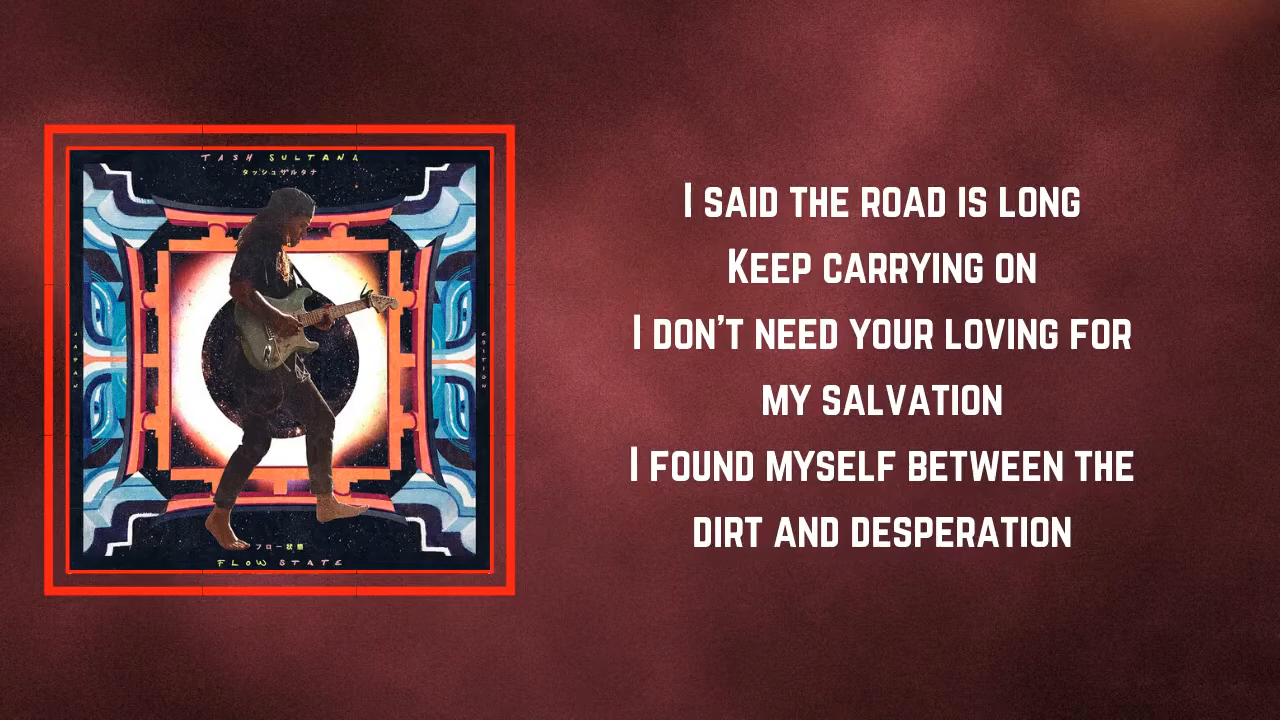 TASH SULTANA
タッシュサルタナ
JAPAN
EDITION
フロー状態
FLOW STATE
I SAID THE ROAD IS LONG
KEEP CARRYING ON
I DON'T NEED YOUR LOVING FOR
MY SALVATION
I FOUND MYSELF BETWEEN THE
DIRT AND DESPERATION